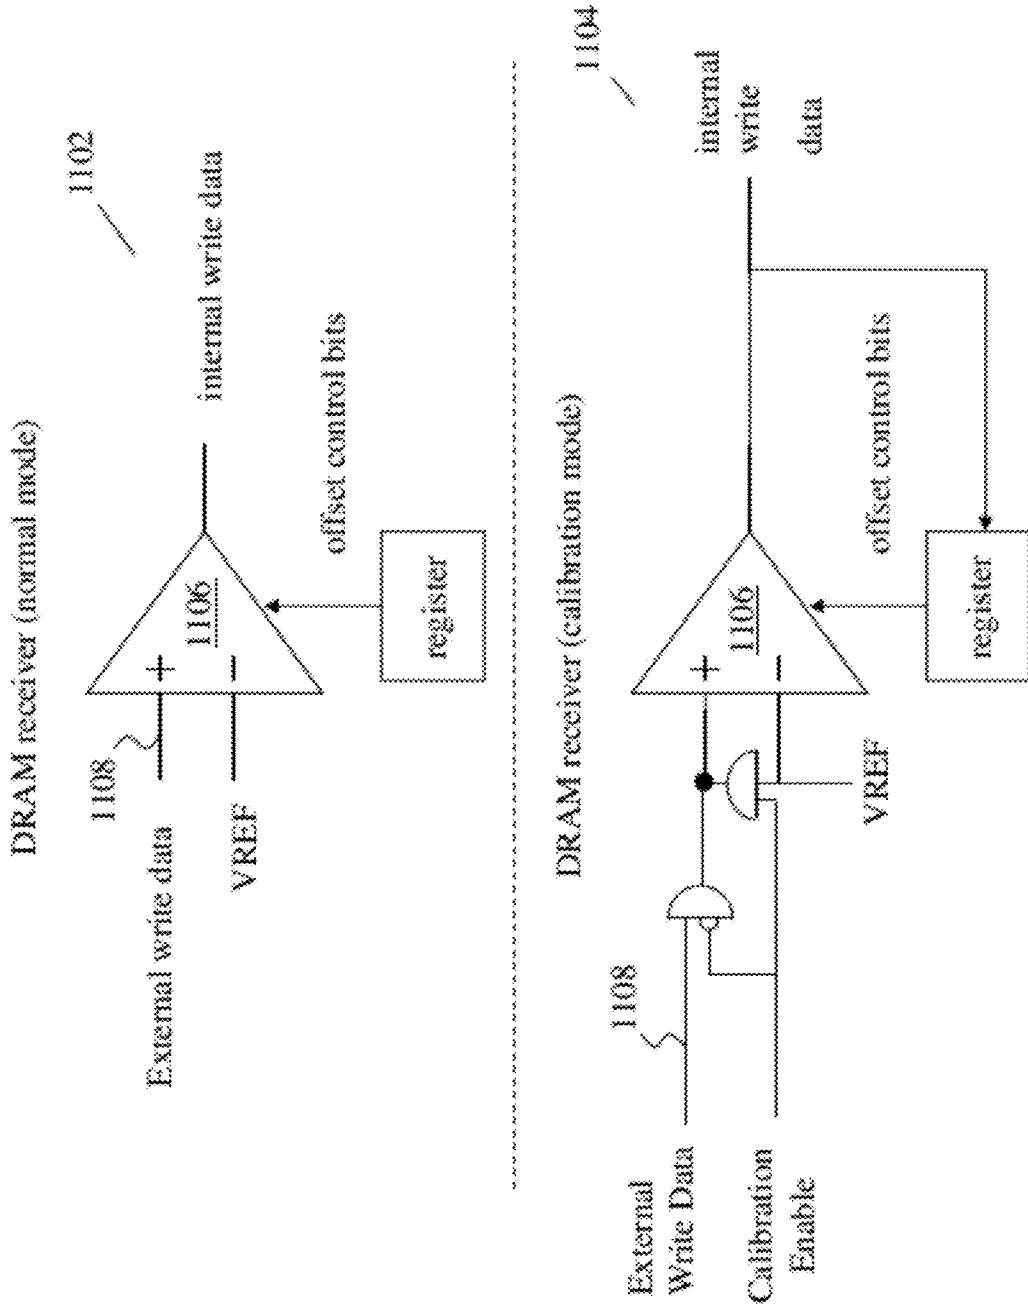 DRAM receiver (normal mode)
1102
1108
External write data
+
1106
internal write data
VREF
-
offset control bits
register
DRAM receiver (calibration mode)
1104
1108
External
Write Data
Calibration
Enable
+
1106
-
VREF
internal
write
data
offset control bits
register